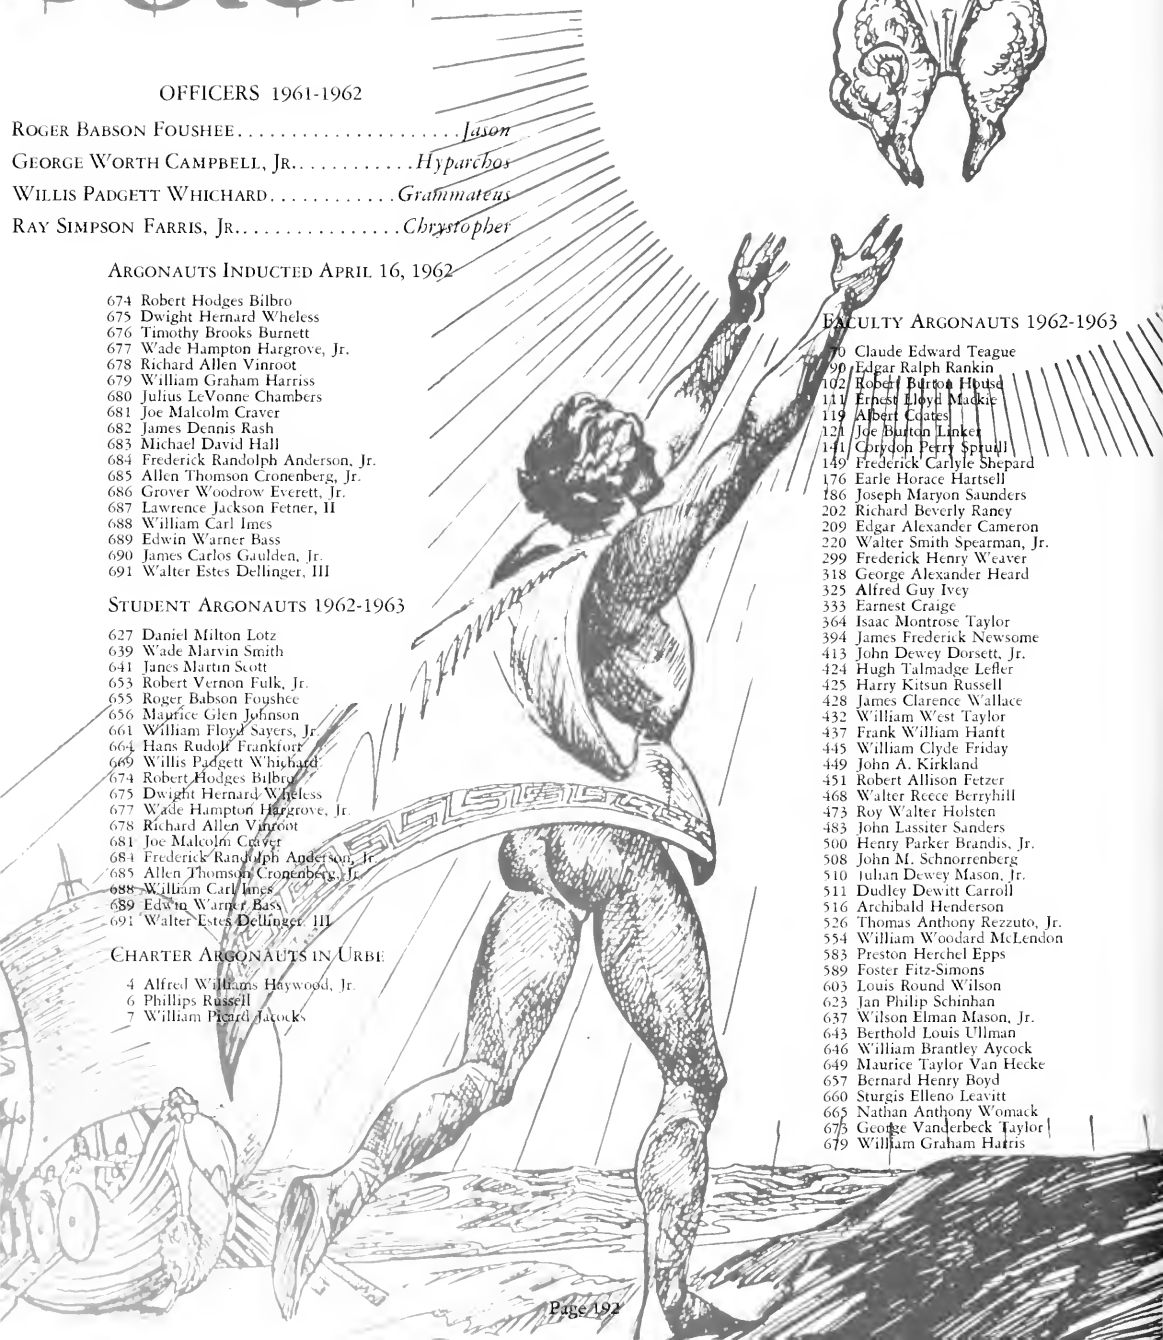 OFFICERS 1961-1962
ROGER BABSON FOUSHEE. . . . . . . . . . . . . . . . . . . . . Jason
GEORGE WORTH CAMPBELL, JR. . . . . . . . . . . Hyparchos
WILLIS PADGETT WHICHARD. . . . . . . . . . . . Grammateus
RAY SIMPSON FARRIS, JR. . . . . . . . . . . . . . . . Chrystopher
ARGONAUTS INDUCTED APRIL 16, 1962
674 Robert Hodges Bilbro
675 Dwight Hernard Wheless
676 Timothy Brooks Burnett
677 Wade Hampton Hargrove, Jr.
678 Richard Allen Vinroot
679 William Graham Harriss
680 Julius LeVonne Chambers
681 Joe Malcolm Craver
682 James Dennis Rash
683 Michael David Hall
684 Frederick Randolph Anderson, Jr.
685 Allen Thomson Cronenberg, Jr.
686 Grover Woodrow Everett, Jr.
687 Lawrence Jackson Fetner, II
688 William Carl Imes
689 Edwin Warner Bass
690 James Carlos Gaulden, Jr.
691 Walter Estes Dellinger, III
STUDENT ARGONAUTS 1962-1963
627 Daniel Milton Lotz
639 Wade Marvin Smith
641 Janes Martin Scott
653 Robert Vernon Fulk, Jr.
655 Roger Babson Foushee
656 Maurice Glen Johnson
661 William Floyd Sayers, Jr.
664 Hans Rudolf Frankfort
669 Willis Padgett Whichard
674 Robert Hodges Bilbro
675 Dwight Hernard Wheless
677 Wade Hampton Hargrove, Jr.
678 Richard Allen Vinroot
681 Joe Malcolm Craver
684 Frederick Randolph Anderson, Jr.
685 Allen Thomson Cronenberg, Jr.
688 William Carl Imes
689 Edwin Warner Bass
691 Walter Estes Dellinger, III
CHARTER ARGONAUTS IN URBE
4 Alfred Williams Haywood, Jr.
6 Phillips Russell
7 William Picard Jacocks
FACULTY ARGONAUTS 1962-1963
70 Claude Edward Teague
90 Edgar Ralph Rankin
102 Robert Burton House
111 Ernest Lloyd Mackie
119 Albert Coates
121 Joe Burton Linker
141 Corydon Perry Spruill
149 Frederick Carlyle Shepard
176 Earle Horace Hartsell
186 Joseph Maryon Saunders
202 Richard Beverly Raney
209 Edgar Alexander Cameron
220 Walter Smith Spearman, Jr.
299 Frederick Henry Weaver
318 George Alexander Heard
325 Alfred Guy Ivey
333 Earnest Craige
364 Isaac Montrose Taylor
394 James Frederick Newsome
413 John Dewey Dorsett, Jr.
424 Hugh Talmadge Lefler
425 Harry Kitsun Russell
428 James Clarence Wallace
432 William West Taylor
437 Frank William Hanft
445 William Clyde Friday
449 John A. Kirkland
451 Robert Allison Fetzer
468 Walter Reece Berryhill
473 Roy Walter Holsten
483 John Lassiter Sanders
500 Henry Parker Brandis, Jr.
508 John M. Schnorrenberg
510 Julian Dewey Mason, Jr.
511 Dudley Dewitt Carroll
516 Archibald Henderson
526 Thomas Anthony Rezzuto, Jr.
554 William Woodard McLendon
583 Preston Herchel Epps
589 Foster Fitz-Simons
603 Louis Round Wilson
623 Jan Philip Schinhan
637 Wilson Elman Mason, Jr.
643 Berthold Louis Ullman
646 William Brantley Aycock
649 Maurice Taylor Van Hecke
657 Bernard Henry Boyd
660 Sturgis Elleno Leavitt
665 Nathan Anthony Womack
673 George Vanderbeck Taylor
679 William Graham Harris
Page 192